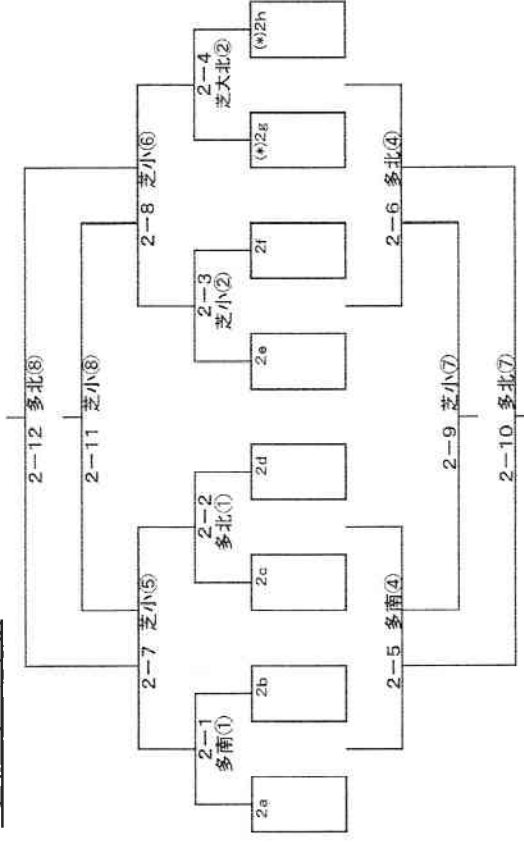 2−12 多北⑧
2−11 芝小⑧
2−7 芝小⑤
2−8 芝小⑥
2−1
多南①
2−2
多北①
2−3
芝小②
2−4
芝大北②
2a
2b
2c
2d
2e
2f
(*)2g
(*)2h
2−5 多南④
2−6 多北④
2−9 芝小⑦
2−10 多北⑦